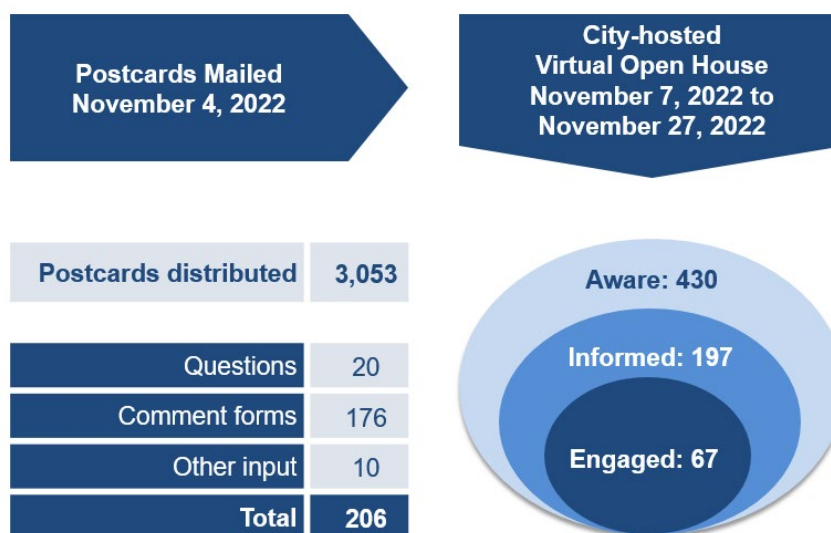 Postcards Mailed
November 4, 2022
City-hosted
Virtual Open House
November 7, 2022 to
November 27, 2022
Postcards distributed 3,053
Questions 20
Comment forms 176
Other input 10
Total 206
Aware: 430
Informed: 197
Engaged: 67